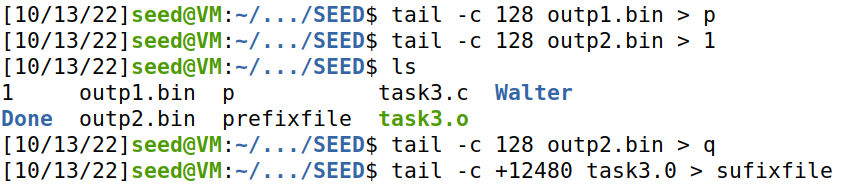 [10/13/22]seed@VM:~/.../SEED$ tail -c 128 outp1.bin > p
[10/13/22]seed@VM:~/.../SEED$ tail -c 128 outp2.bin > 1
[10/13/22]seed@VM:~/.../SEED$ ls
1     outp1.bin  p           task3.c  Walter
Done  outp2.bin  prefixfile  task3.o
[10/13/22]seed@VM:~/.../SEED$ tail -c 128 outp2.bin > q
[10/13/22]seed@VM:~/.../SEED$ tail -c +12480 task3.0 > sufixfile